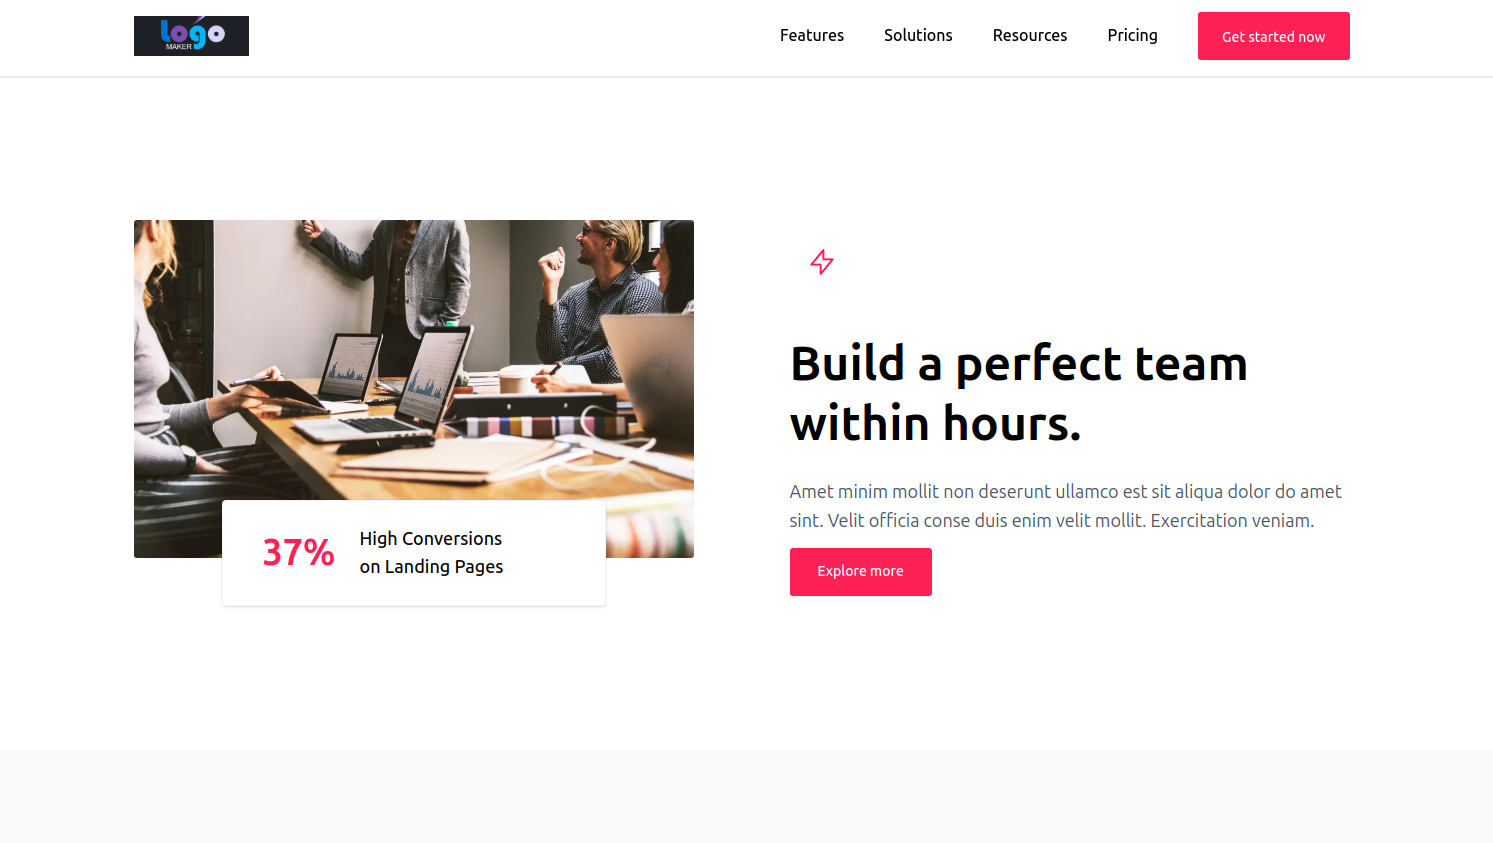 logo
MAKER
Features
Solutions
Resources
Pricing
Get started now
Build a perfect team
within hours.
Amet minim mollit non deserunt ullamco est sit aliqua dolor do amet
sint. Velit officia conse duis enim velit mollit. Exercitation veniam.
Explore more
37%
High Conversions
on Landing Pages